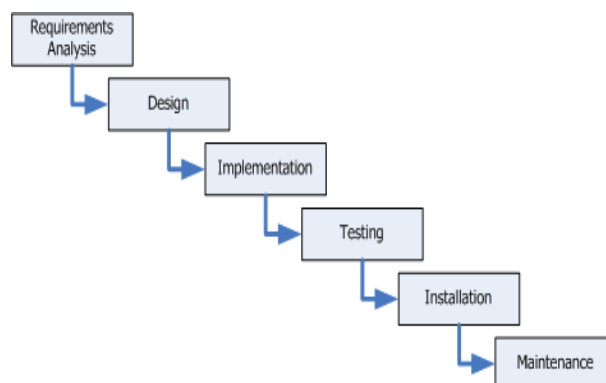 Requirements
Analysis
Design
Implementation
Testing
Installation
Maintenance